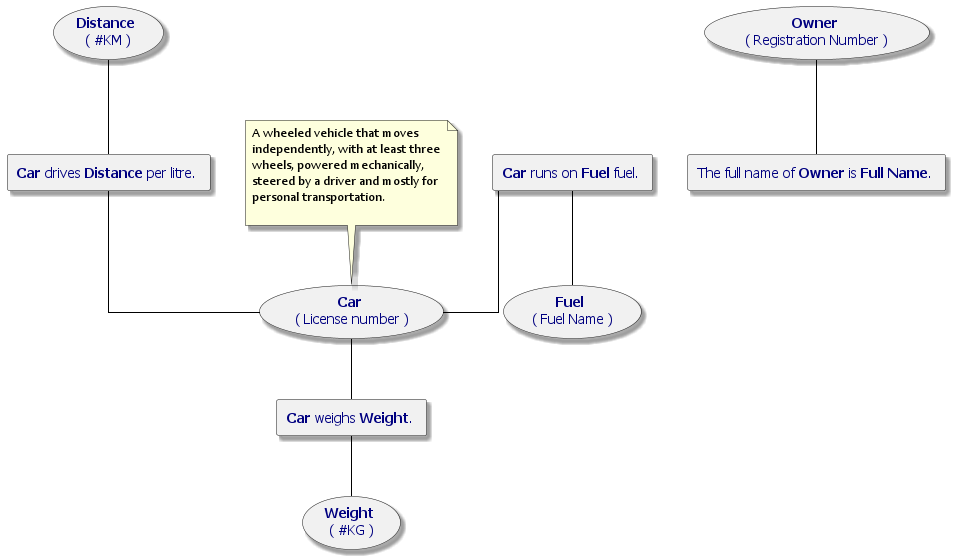 Distance
( #KM )
Owner
( Registration Number )
A wheeled vehicle that moves
independently, with at least three
wheels, powered mechanically,
steered by a driver and mostly for
personal transportation.
Car drives Distance per litre.
Car runs on Fuel fuel.
The full name of Owner is Full Name.
Car
( License number )
Fuel
( Fuel Name )
Car weighs Weight.
Weight
( #KG )